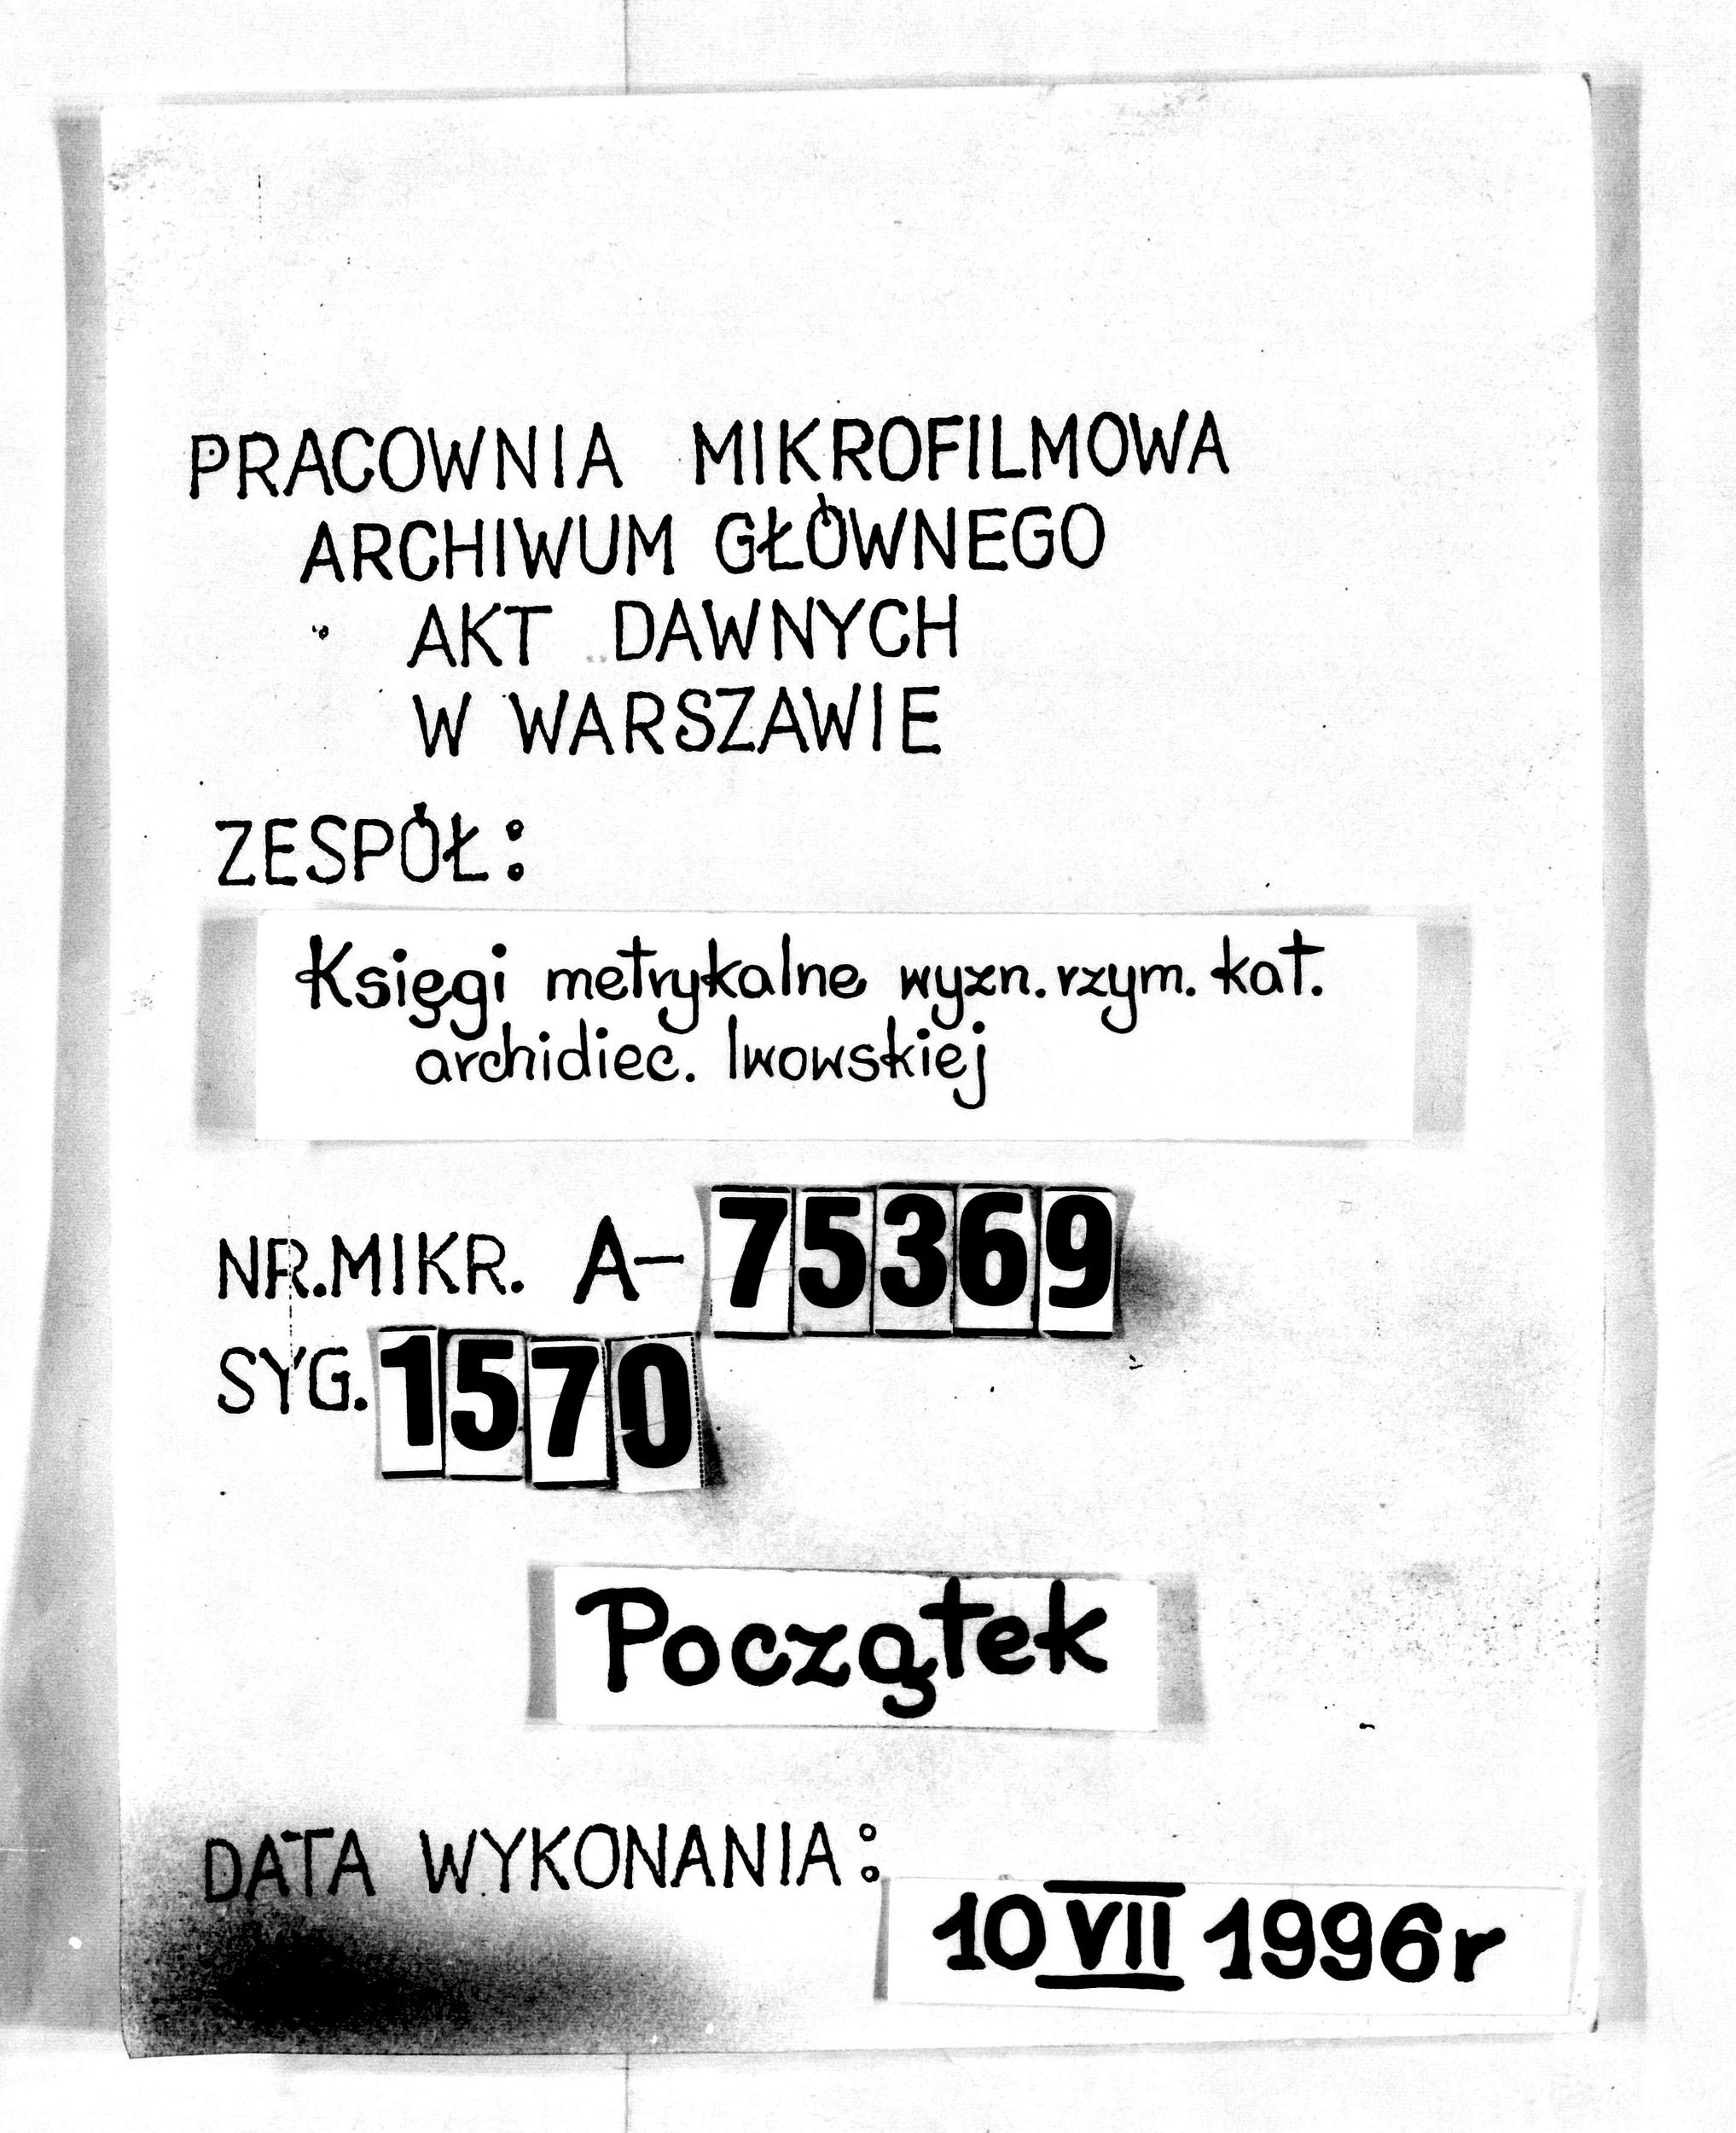 PRACOWNIA MIKROFILMOWA
ARCHIWUM GŁÓWNEGO
AKT DAWNYCH
W WARSZAWIE
ZESPÓŁ:
Księgi metrykalne wyzn. rzym. kat.
archidiec. lwowskiej
NR. MIKR. A- 75369
SYG. 1570
Początek
DATA WYKONANIA:
10 VII 1996r